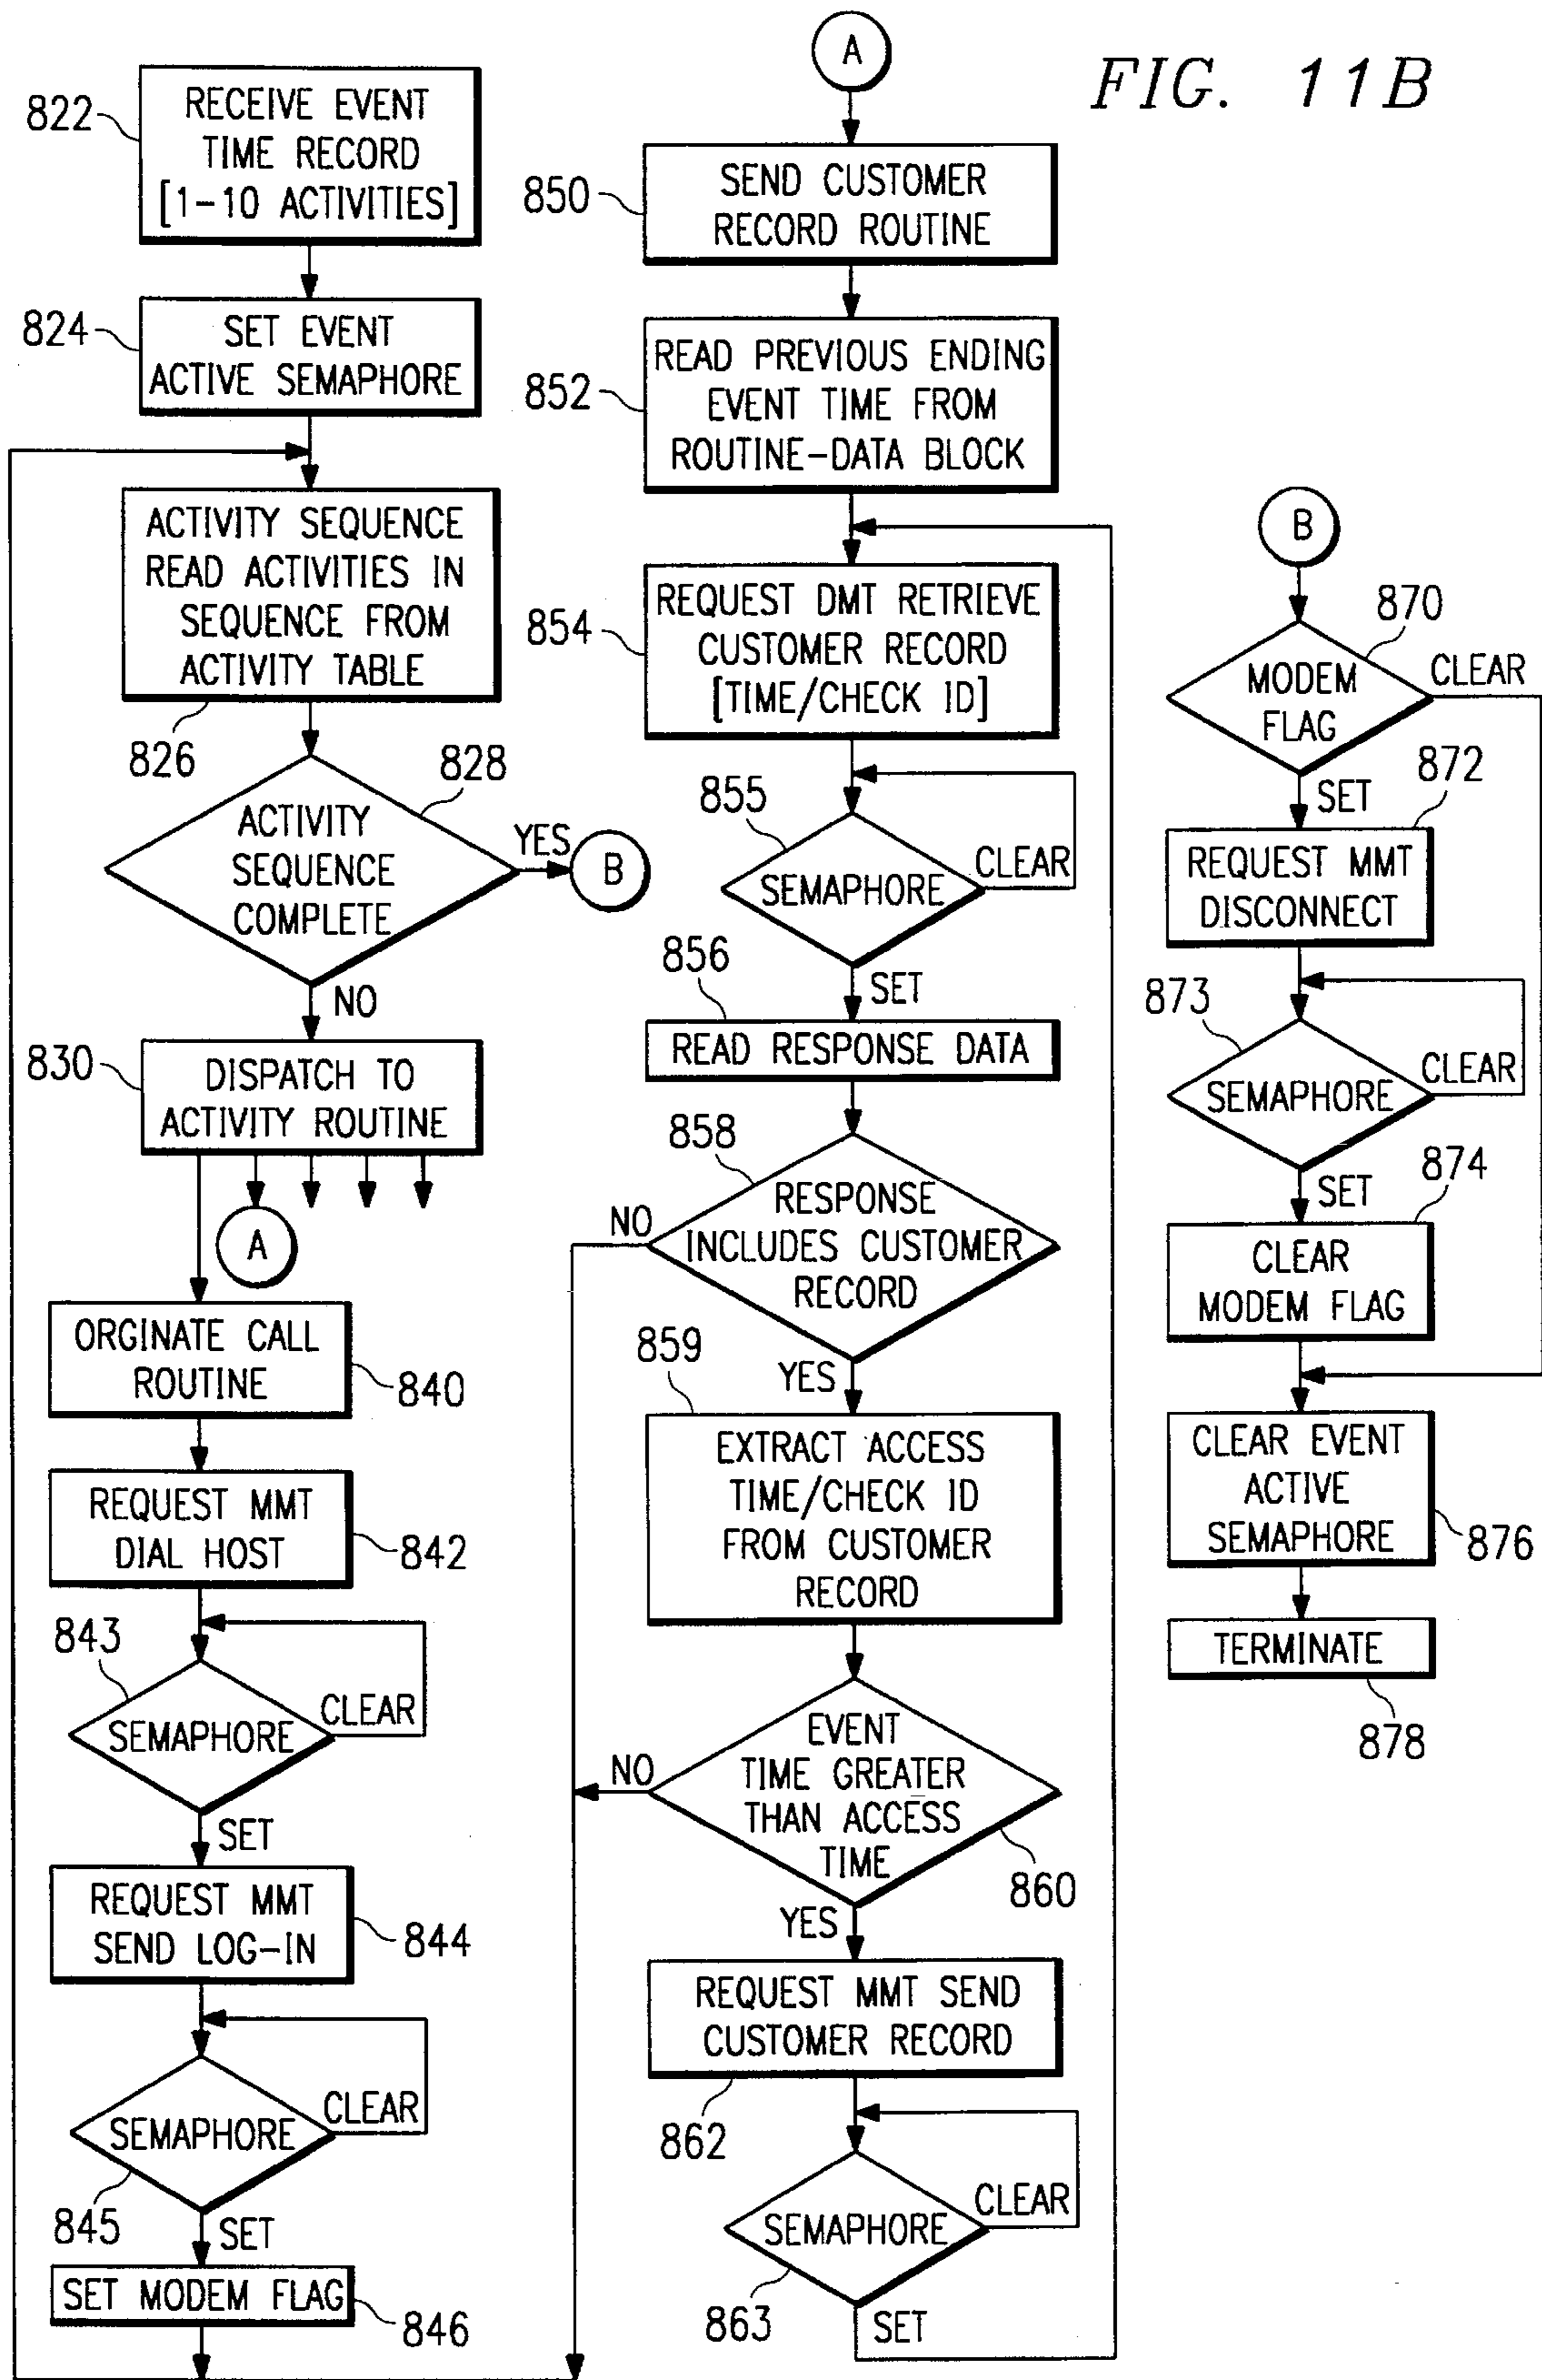 FIG. 11B
822
RECEIVE EVENT
TIME RECORD
[1-10 ACTIVITIES]
824
SET EVENT
ACTIVE SEMAPHORE
ACTIVITY SEQUENCE
READ ACTIVITIES IN
SEQUENCE FROM
ACTIVITY TABLE
826
828
ACTIVITY
SEQUENCE
COMPLETE
YES
B
NO
830
DISPATCH TO
ACTIVITY ROUTINE
A
ORGINATE CALL
ROUTINE
840
REQUEST MMT
DIAL HOST
842
843
SEMAPHORE
CLEAR
SET
REQUEST MMT
SEND LOG-IN
844
SEMAPHORE
CLEAR
845
SET
SET MODEM FLAG
846
A
850
SEND CUSTOMER
RECORD ROUTINE
852
READ PREVIOUS ENDING
EVENT TIME FROM
ROUTINE-DATA BLOCK
854
REQUEST DMT RETRIEVE
CUSTOMER RECORD
[TIME/CHECK ID]
855
SEMAPHORE
CLEAR
SET
856
READ RESPONSE DATA
858
RESPONSE
INCLUDES CUSTOMER
RECORD
NO
YES
859
EXTRACT ACCESS
TIME/CHECK ID
FROM CUSTOMER
RECORD
EVENT
TIME GREATER
THAN ACCESS
TIME
NO
860
YES
REQUEST MMT SEND
CUSTOMER RECORD
862
SEMAPHORE
CLEAR
863
SET
B
870
MODEM
FLAG
CLEAR
SET
872
REQUEST MMT
DISCONNECT
873
SEMAPHORE
CLEAR
SET
874
CLEAR
MODEM FLAG
CLEAR EVENT
ACTIVE
SEMAPHORE
876
TERMINATE
878